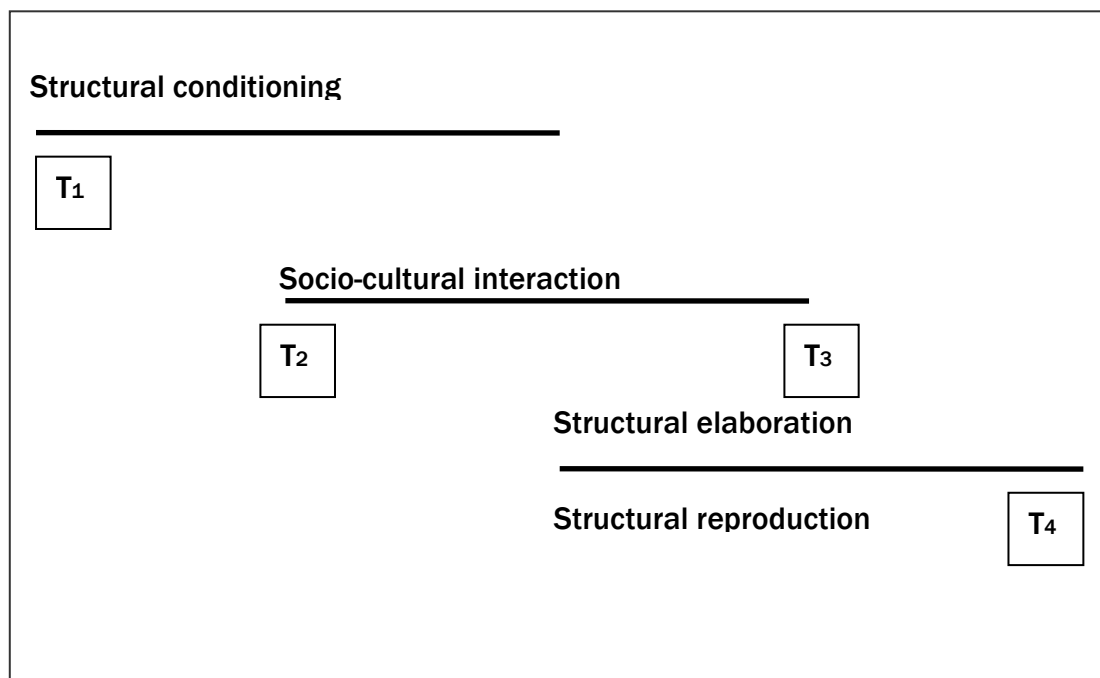 Structural conditioning
T1
Socio-cultural interaction
T2
T3
Structural elaboration
Structural reproduction
T4